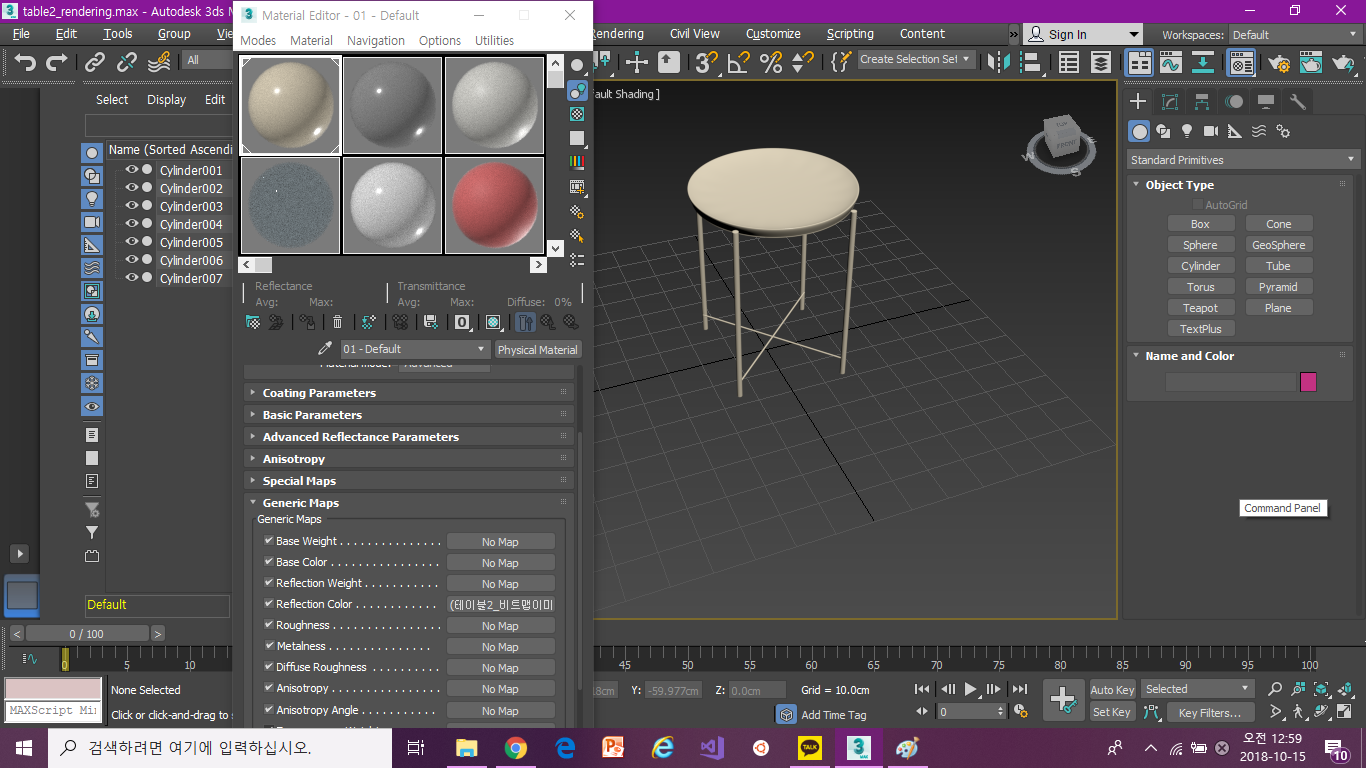 table2_rendering.max - Autodesk 3ds M
Material Editor - 01 - Default
File
Edit
Tools
Group
Modes
Material
Navigation
Options
Utilities
Rendering
Civil View
Customize
Scripting
Content
Sign In
Workspaces:
Default
All
Create Selection Set
Select
Display
Edit
Name (Sorted Ascendi
Cylinder001
Cylinder002
Cylinder003
Cylinder004
Cylinder005
Cylinder006
Cylinder007
fault Shading ]
FRONT
W
S
Standard Primitives
Object Type
AutoGrid
Box
Cone
Sphere
GeoSphere
Cylinder
Tube
Torus
Pyramid
Teapot
Plane
TextPlus
Name and Color
Command Panel
Reflectance
Transmittance
Avg:
Max:
Avg:
Max:
Diffuse:
0%
01 - Default
Physical Material
Material mode:
Advanced
Coating Parameters
Basic Parameters
Advanced Reflectance Parameters
Anisotropy
Special Maps
Generic Maps
Generic Maps
Base Weight . . . . . . . . . . . . . . . . No Map
Base Color . . . . . . . . . . . . . . . . . No Map
Reflection Weight . . . . . . . . . . . No Map
Reflection Color . . . . . . . . . . . . (테이블2_비트맵이미
Roughness . . . . . . . . . . . . . . . . . No Map
Metalness . . . . . . . . . . . . . . . No Map
Diffuse Roughness . . . . . . . . . . No Map
Anisotropy . . . . . . . . . . . . . . . . No Map
Anisotropy Angle . . . . . . . . . . . . No Map
Default
0 / 100
0
5
10
45
50
55
60
65
70
75
80
85
90
95
100
None Selected
MAXScript Mi
Click or click-and-drag to s
.8cm
Y:
-59.977cm
Z:
0.0cm
Grid = 10.0cm
Add Time Tag
0
Auto Key
Selected
Set Key
Key Filters...
검색하려면 여기에 입력하십시오.
TALK
3
MAX
오전 12:59
2018-10-15
10